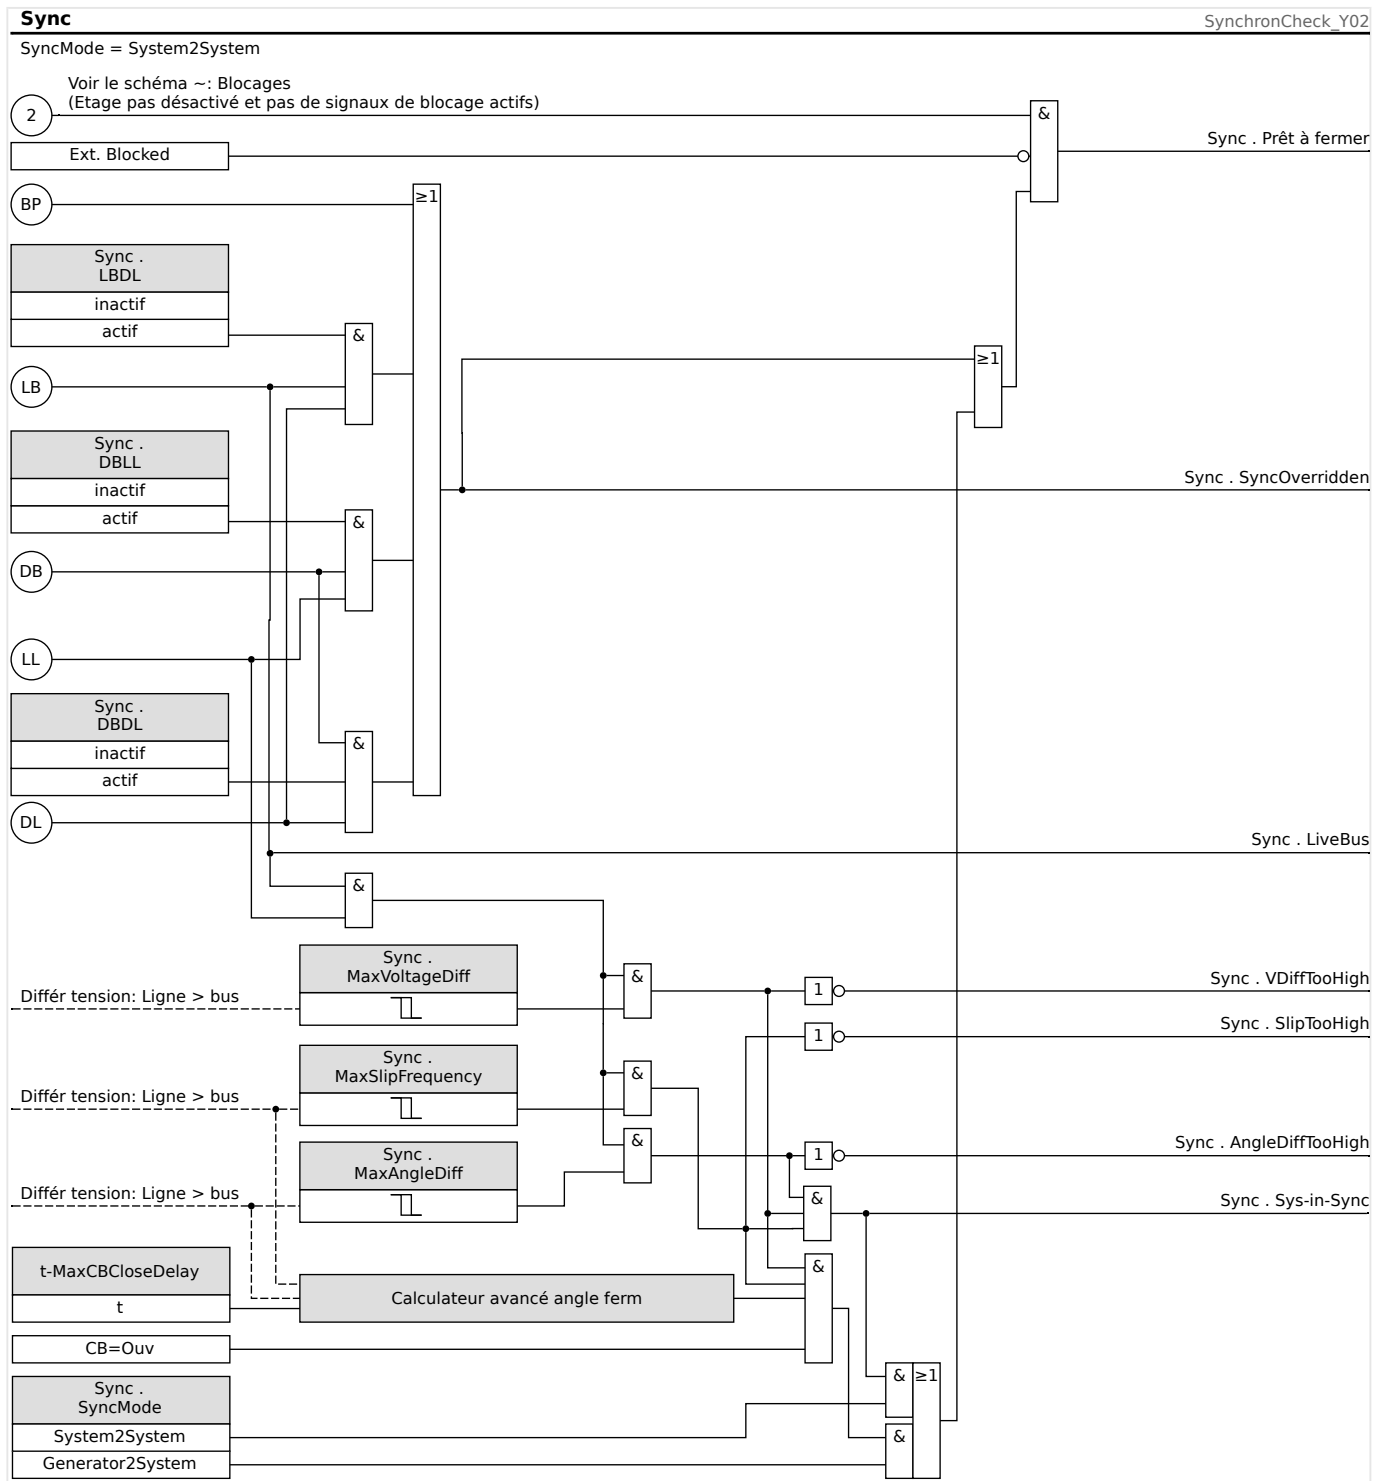 Sync
SynchronCheck_Y02
SyncMode = System2System
Voir le schéma ~: Blocages
(Etage pas désactivé et pas de signaux de blocage actifs)
2
&
Sync . Prêt à fermer
Ext. Blocked
BP
≥1
Sync .
LBDL
inactif
actif
&
≥1
LB
Sync .
DBLL
inactif
actif
&
Sync . SyncOverridden
DB
LL
Sync .
DBDL
inactif
actif
&
DL
Sync . LiveBus
&
Sync .
MaxVoltageDiff
&
Différ tension: Ligne > bus
1
Sync . VDiffTooHigh
1
Sync . SlipTooHigh
Sync .
MaxSlipFrequency
&
Différ tension: Ligne > bus
Sync .
MaxAngleDiff
&
1
Sync . AngleDiffTooHigh
Différ tension: Ligne > bus
&
Sync . Sys-in-Sync
t-MaxCBCloseDelay
t
Calculateur avancé angle ferm
&
CB=Ouv
Sync .
SyncMode
System2System
Generator2System
&
≥1
&